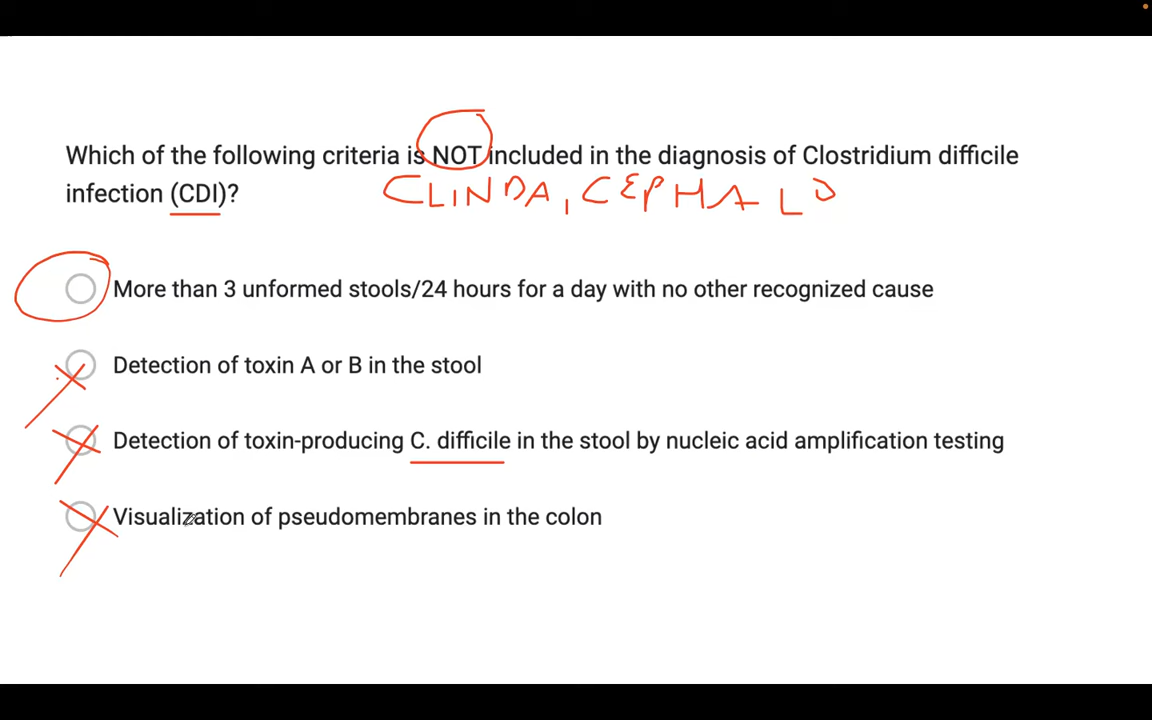 Which of the following criteria is NOT included in the diagnosis of Clostridium difficile
infection (CDI)?
CLINDA, CEPHALO
More than 3 unformed stools/24 hours for a day with no other recognized cause
Detection of toxin A or B in the stool
Detection of toxin-producing C. difficile in the stool by nucleic acid amplification testing
Visualization of pseudomembranes in the colon